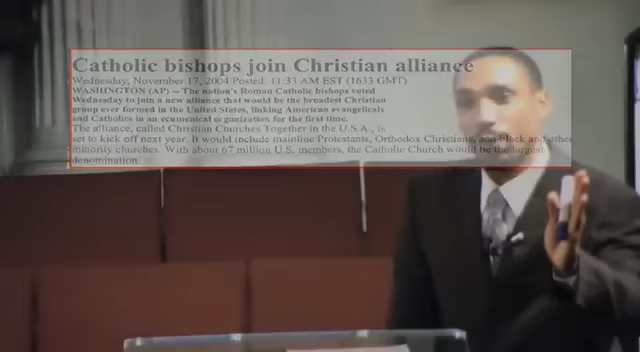 Catholic bishops join Christian alliance
Wednesday, November 17, 2004 Posted: 11:33 AM EST (1633 GMT)
WASHINGTON (AP) -- The nation's Roman Catholic bishops voted
Wednesday to join a new alliance that would be the broadest Christian
group ever formed in the United States, linking American evangelicals
and Catholics in an ecumenical organization for the first time.
The alliance, called Christian Churches Together in the U.S.A., is
set to kick off next year. It would include mainline Protestants, Orthodox Christians, and black and other
minority churches. With about 67 million U.S. members, the Catholic Church would be the largest
denomination.